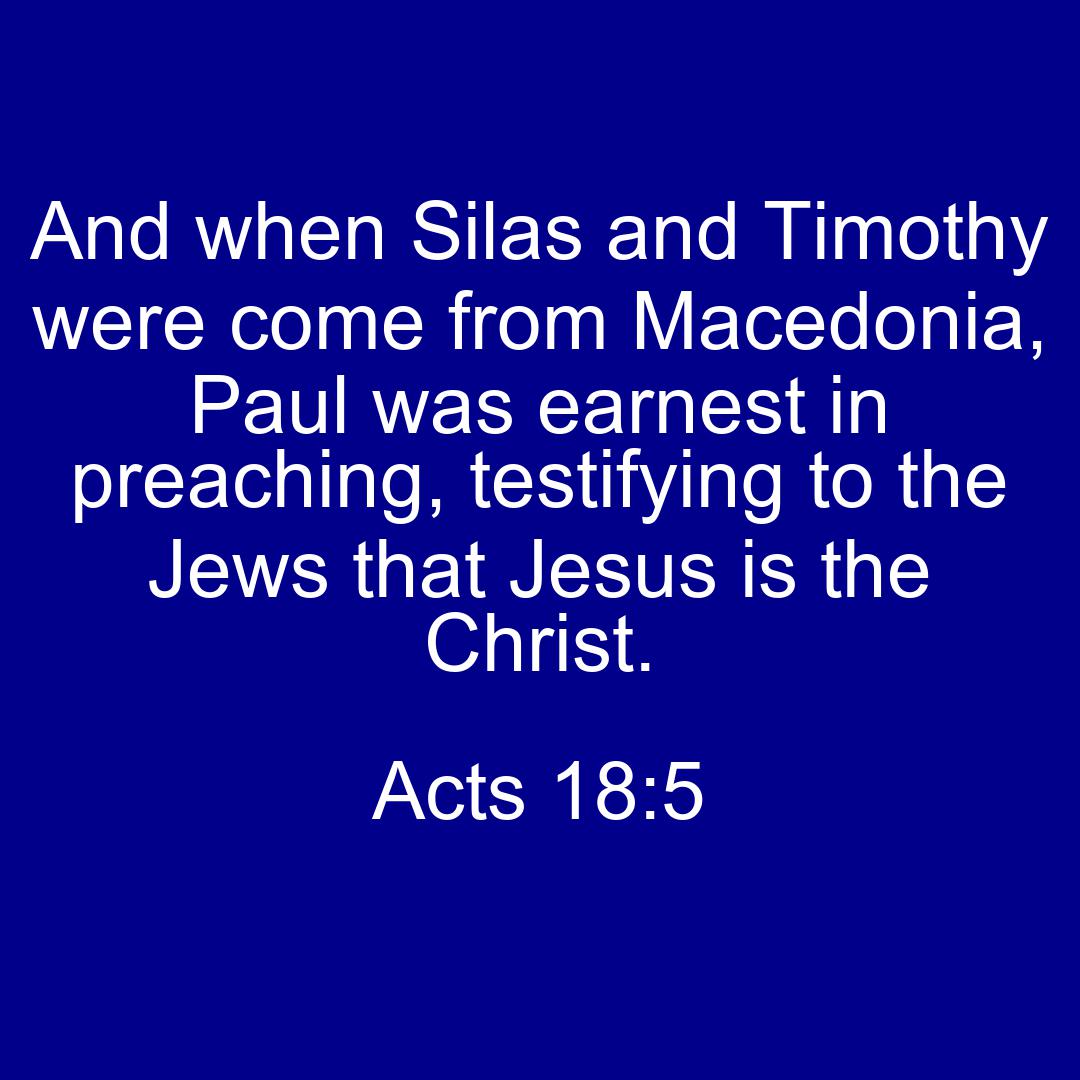 And when Silas and Timothy
were come from Macedonia,
Paul was earnest in
preaching, testifying to the
Jews that Jesus is the
Christ.
Acts 18:5